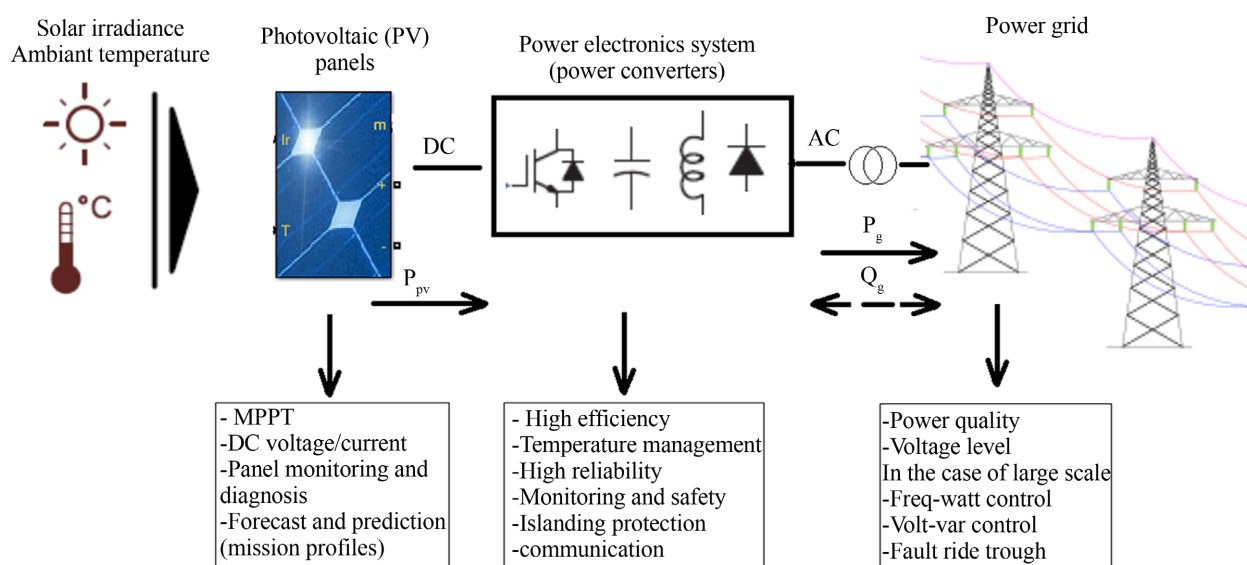 Solar irradiance
Ambiant temperature
°C
Photovoltaic (PV)
panels
Ir
m
+
T
-
DC
P_pv
Power electronics system
(power converters)
AC
P_g
Q_g
Power grid
- MPPT
-DC voltage/current
-Panel monitoring and
diagnosis
-Forecast and prediction
(mission profiles)
- High efficiency
-Temperature management
-High reliability
-Monitoring and safety
-Islanding protection
-communication
-Power quality
-Voltage level
In the case of large scale
-Freq-watt control
-Volt-var control
-Fault ride trough